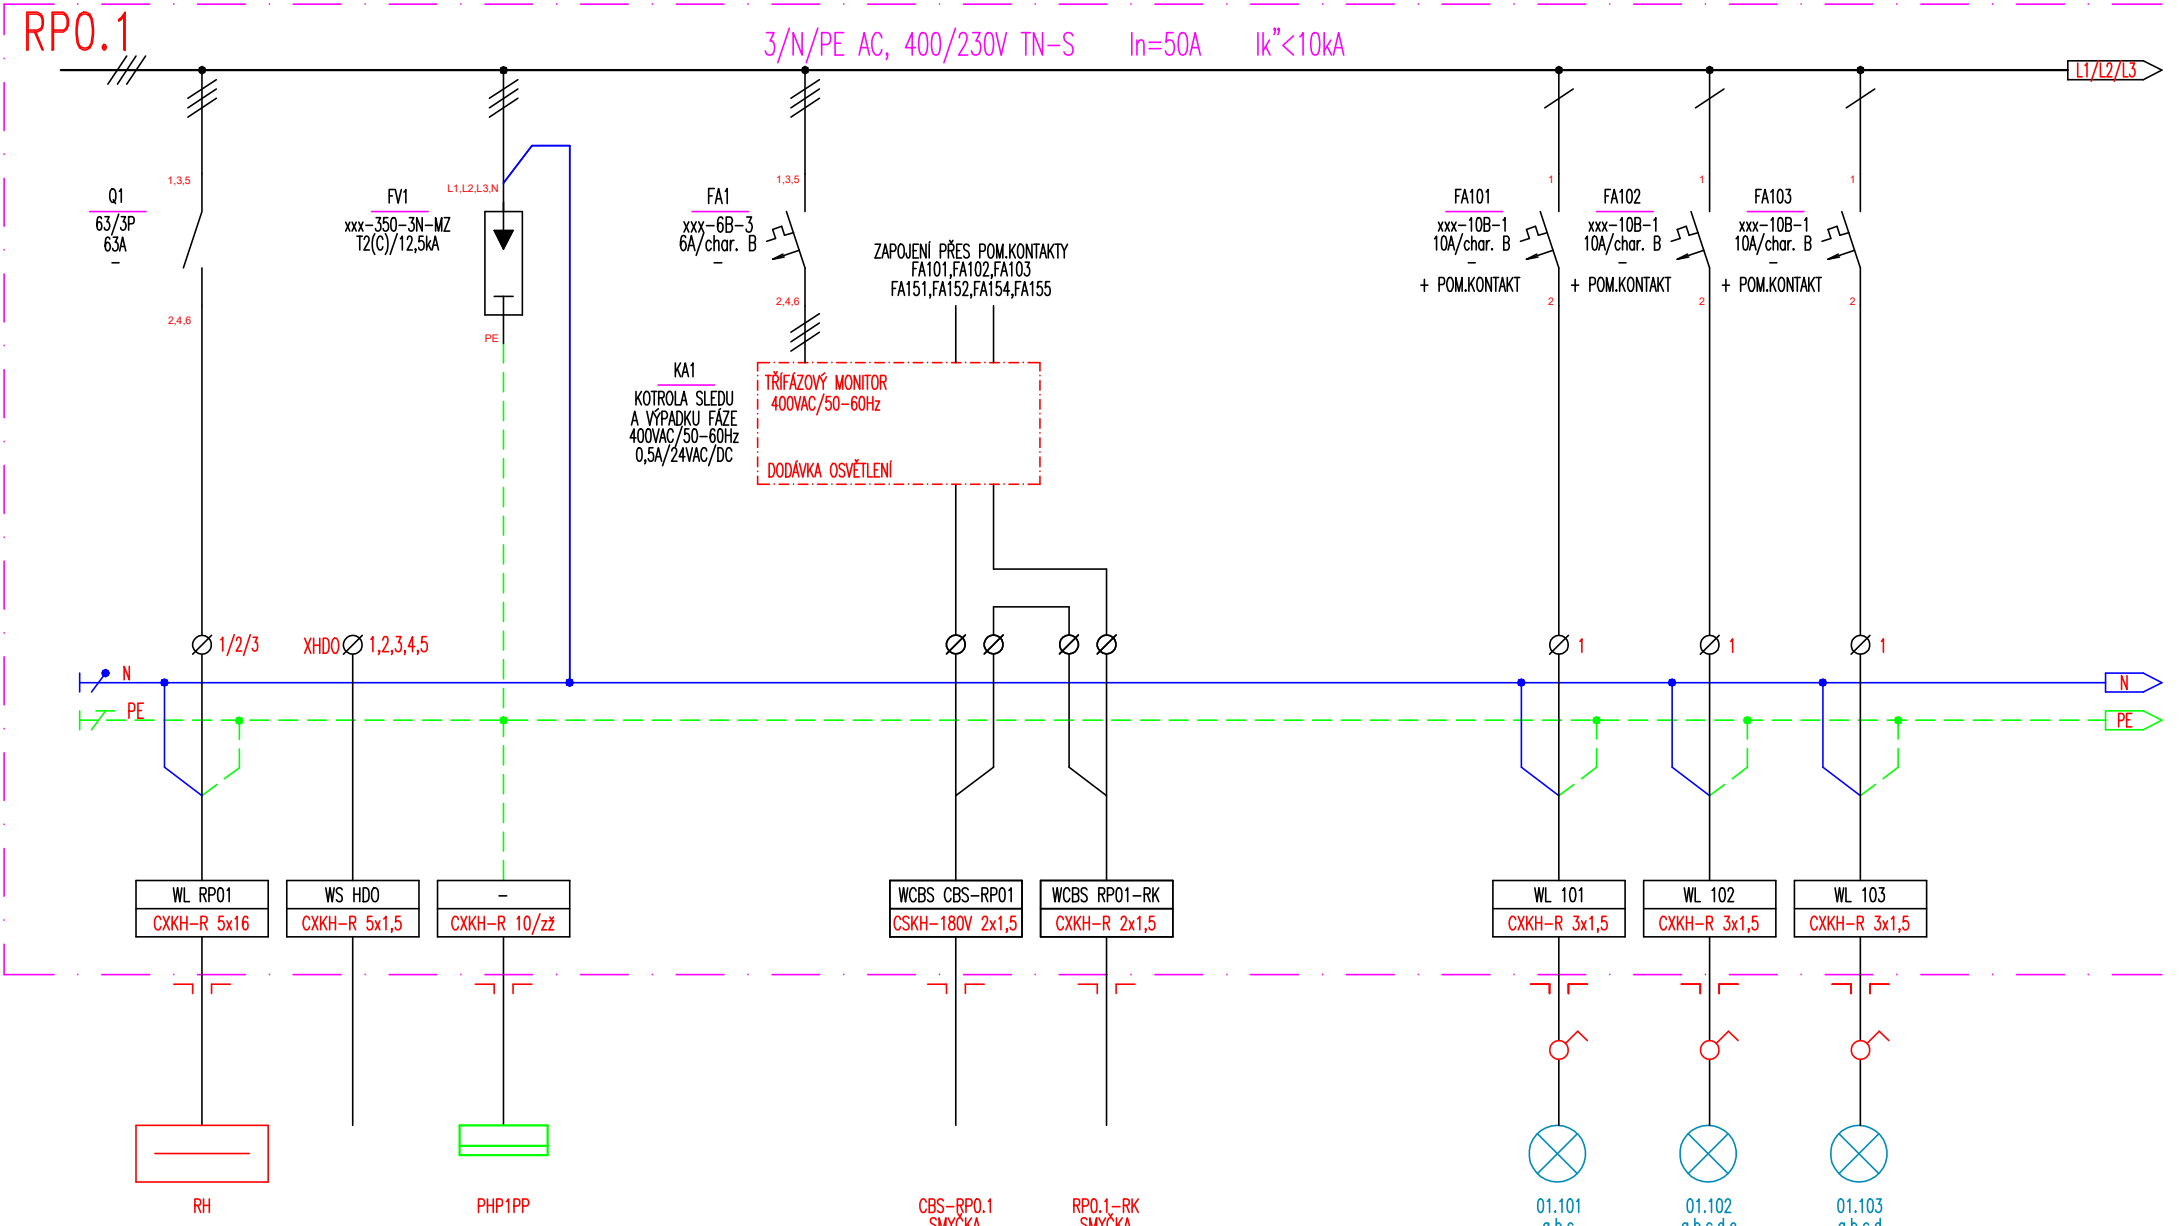 RP0.1
3/N/PE AC, 400/230V TN-S In=50A Ik"<10kA
L1/L2/L3
1,3,5
Q1
63/3P
63A
-
2,4,6
L1,L2,L3,N
FV1
xxx-350-3N-MZ
T2(C)/12,5kA
PE
1,3,5
FA1
xxx-6B-3
6A/char. B
-
2,4,6
ZAPOJENÍ PŘES POM.KONTAKTY
FA101,FA102,FA103
FA151,FA152,FA154,FA155
1
FA101
xxx-10B-1
10A/char. B
-
+ POM.KONTAKT
2
1
FA102
xxx-10B-1
10A/char. B
-
+ POM.KONTAKT
2
1
FA103
xxx-10B-1
10A/char. B
-
+ POM.KONTAKT
2
KA1
KOTROLA SLEDU
A VÝPADKU FÁZE
400VAC/50-60Hz
0,5A/24VAC/DC
TŘÍFÁZOVÝ MONITOR
400VAC/50-60Hz
DODÁVKA OSVĚTLENÍ
1/2/3
XHDO 1,2,3,4,5
1
1
1
N
N
PE
PE
WL RP01
CXKH-R 5x16
WS HDO
CXKH-R 5x1,5
-
CXKH-R 10/zž
WCBS CBS-RP01
CSKH-180V 2x1,5
WCBS RP01-RK
CXKH-R 2x1,5
WL 101
CXKH-R 3x1,5
WL 102
CXKH-R 3x1,5
WL 103
CXKH-R 3x1,5
RH
PHP1PP
CBS-RP0.1
SMYČKA
RP0.1-RK
SMYČKA
01.101
01.102
01.103